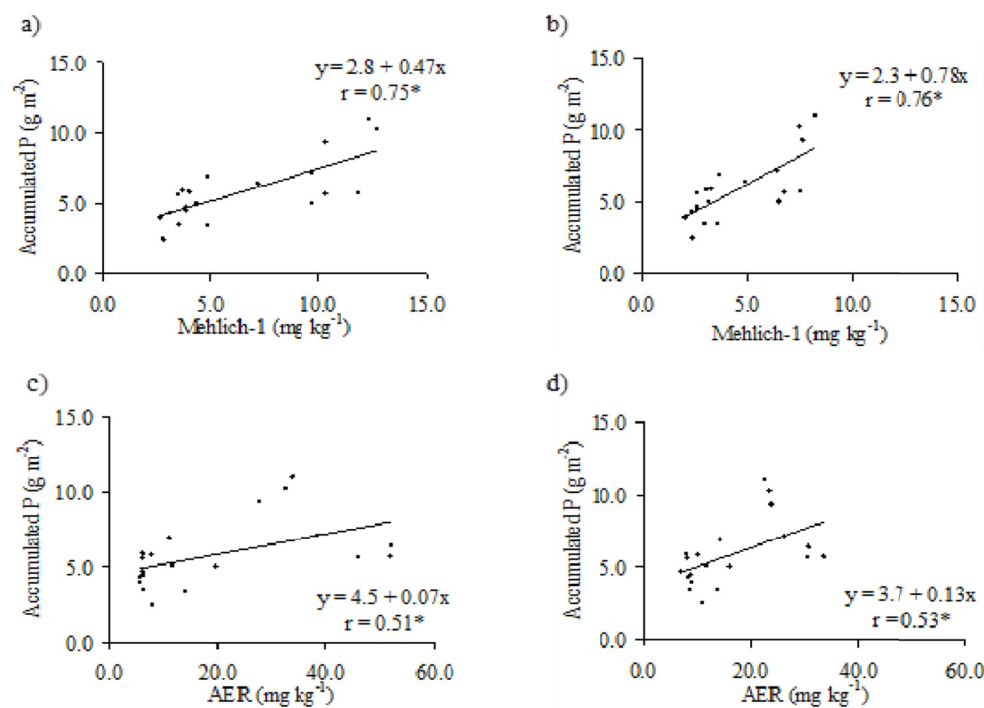 a)
15.0
10.0
5.0
0.0
Accumulated P (g m⁻²)
y = 2.8 + 0.47x
r = 0.75*
0.0 5.0 10.0 15.0
Mehlich-1 (mg kg⁻¹)
b)
15.0
10.0
5.0
0.0
Accumulated P (g m⁻²)
y = 2.3 + 0.78x
r = 0.76*
0.0 5.0 10.0 15.0
Mehlich-1 (mg kg⁻¹)
c)
15.0
10.0
5.0
0.0
Accumulated P (g m⁻²)
y = 4.5 + 0.07x
r = 0.51*
0.0 20.0 40.0 60.0
AER (mg kg⁻¹)
d)
15.0
10.0
5.0
0.0
Accumulated P (g m⁻²)
y = 3.7 + 0.13x
r = 0.53*
0.0 20.0 40.0 60.0
AER (mg kg⁻¹)